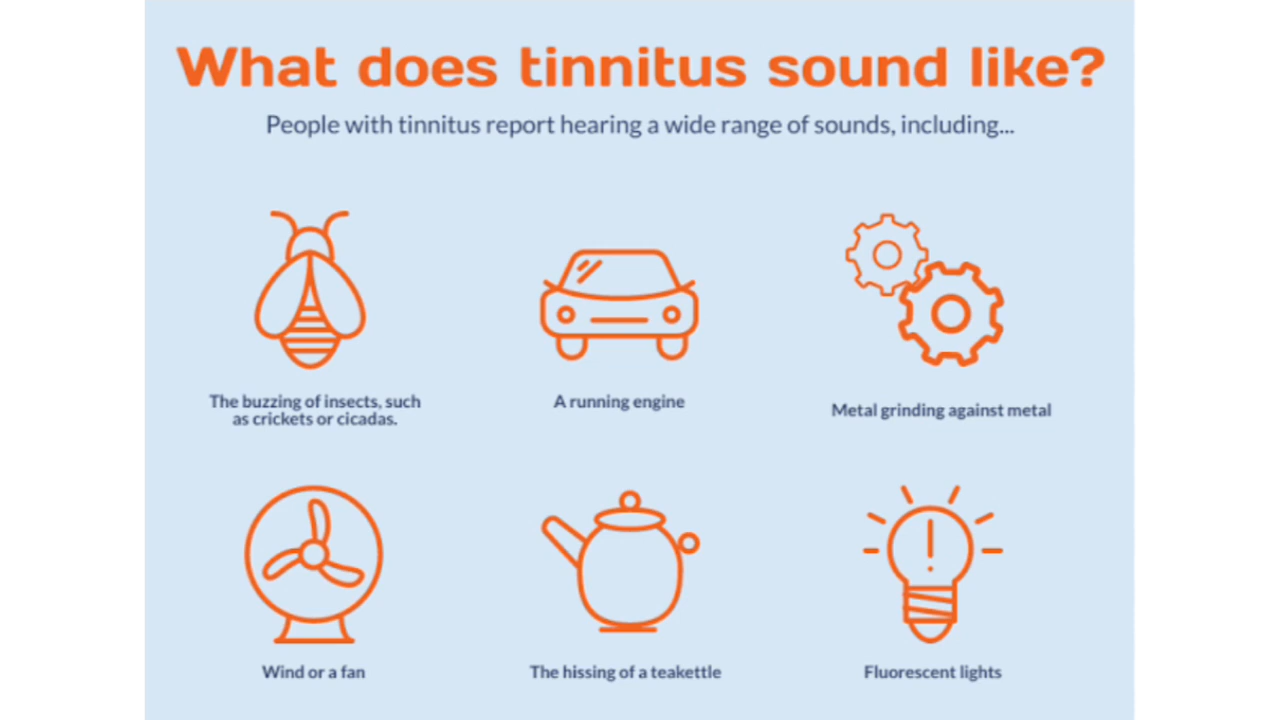 What does tinnitus sound like?
People with tinnitus report hearing a wide range of sounds, including...
The buzzing of insects, such
as crickets or cicadas.
A running engine
Metal grinding against metal
Wind or a fan
The hissing of a teakettle
Fluorescent lights